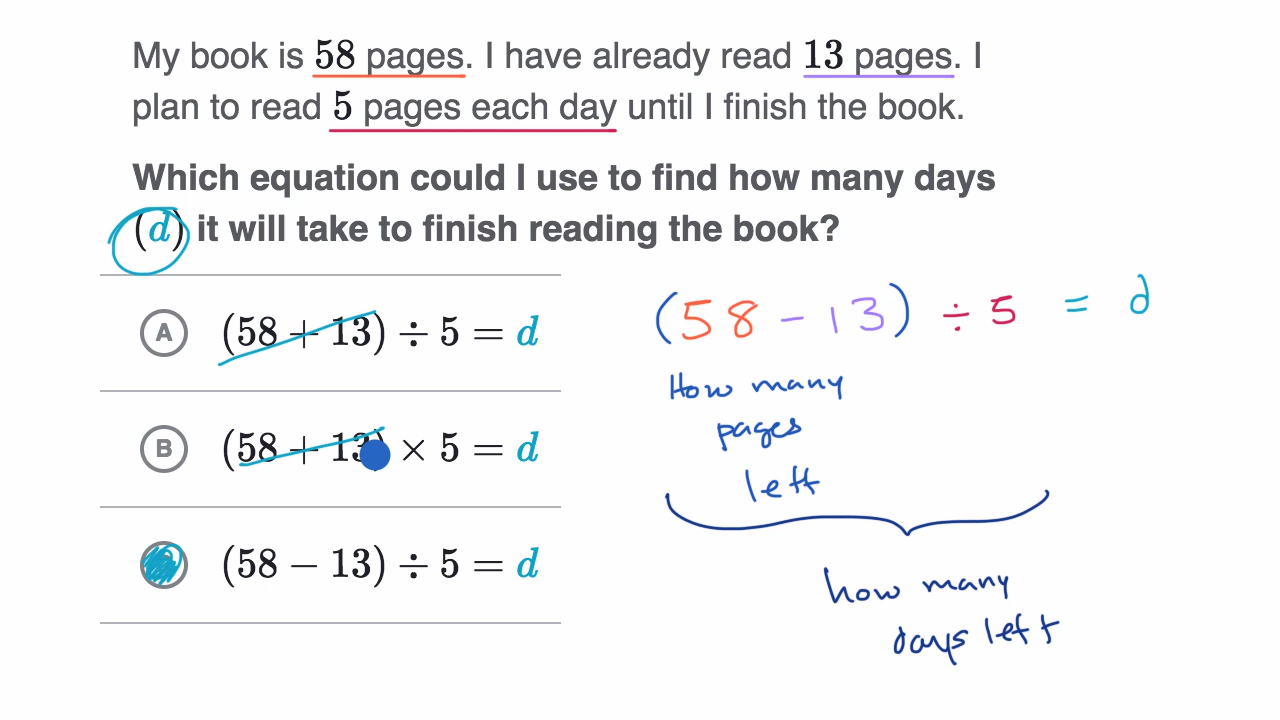 My book is 58 pages. I have already read 13 pages. I
plan to read 5 pages each day until I finish the book.
Which equation could I use to find how many days
(d) it will take to finish reading the book?
A (58 + 13) ÷ 5 = d
B (58 + 13) × 5 = d
(58 − 13) ÷ 5 = d
(58 − 13) ÷ 5 = d
How many
pages
left
how many
days left